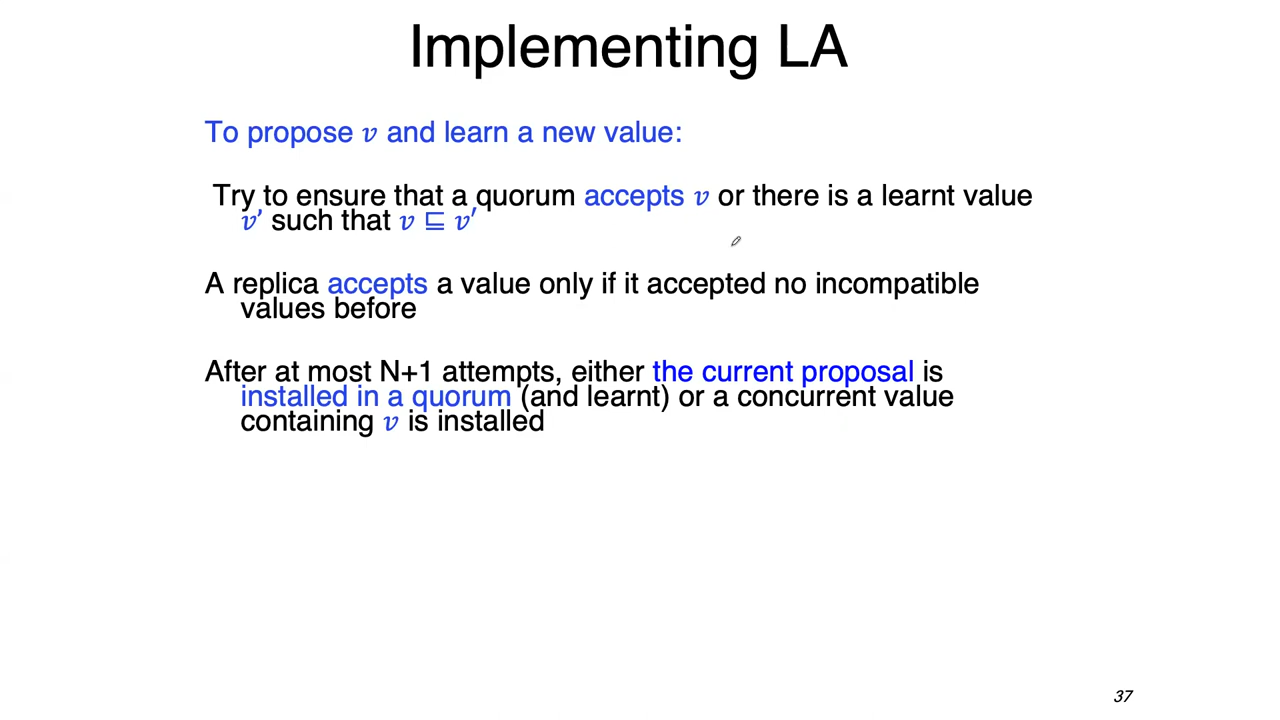 Implementing LA
To propose 𝑣 and learn a new value:
Try to ensure that a quorum accepts 𝑣 or there is a learnt value
𝑣’ such that 𝑣 ⊑ 𝑣′
A replica accepts a value only if it accepted no incompatible
values before
After at most N+1 attempts, either the current proposal is
installed in a quorum (and learnt) or a concurrent value
containing 𝑣 is installed
37